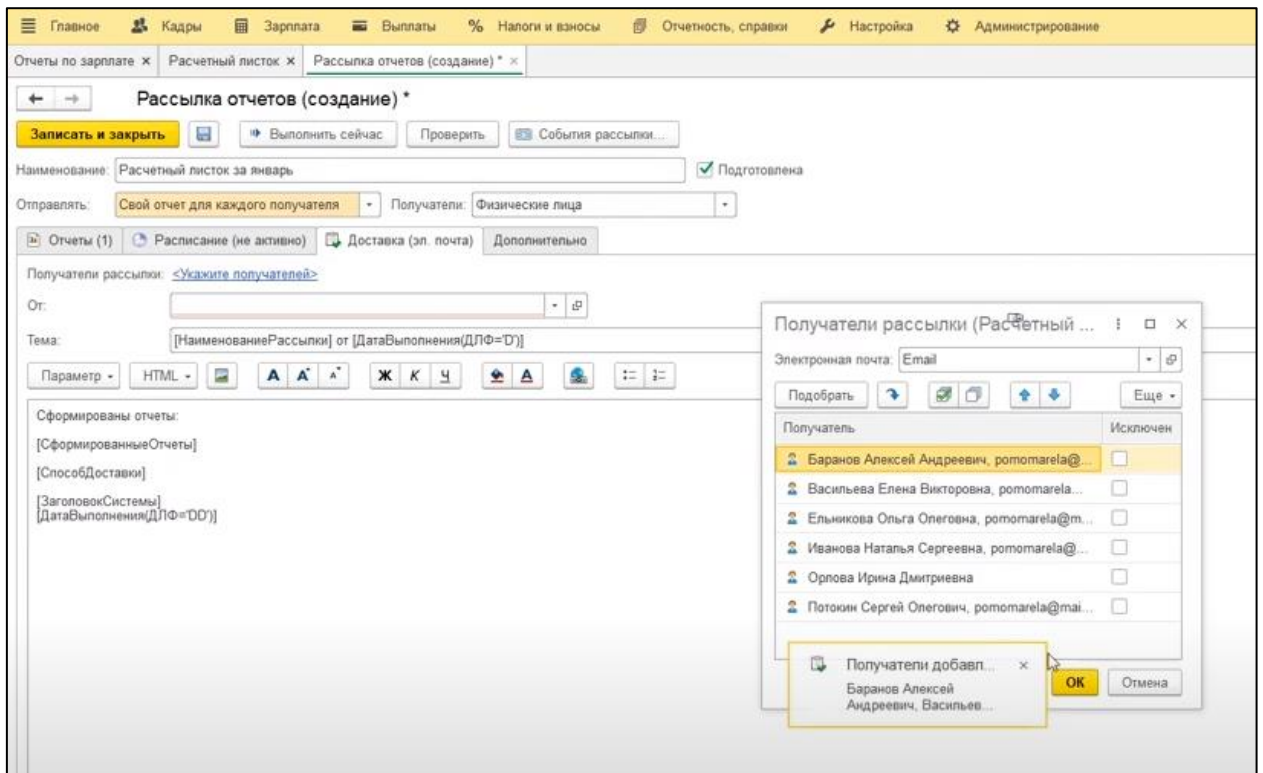 Главное Кадры Зарплата Выплаты % Налоги и взносы Отчетность, справки Настройка Администрирование
Отчеты по зарплате × Расчетный листок × Рассылка отчетов (создание) * ×
Рассылка отчетов (создание) *
Записать и закрыть Выполнить сейчас Проверить События рассылки...
Наименование: Расчетный листок за январь Подготовлена
Отправлять: Свой отчет для каждого получателя Получатели: Физические лица
Отчеты (1) Расписание (не активно) Доставка (эл. почта) Дополнительно
Получатели рассылки: <Укажите получателей>
От:
Тема: [НаименованиеРассылки] от [ДатаВыполнения(ДЛФ='D')]
Параметр HTML А А А Ж К Ч А
Сформированы отчеты:
[СформированныеОтчеты]
[СпособДоставки]
[ЗаголовокСистемы]
[ДатаВыполнения(ДЛФ='DD')]
Получатели рассылки (Расчетный ...
Электронная почта: Email
Подобрать Еще
Получатель Исключен
Баранов Алексей Андреевич, pomomarela@...
Васильева Елена Викторовна, pomomarela...
Ельникова Ольга Олеговна, pomomarela@m...
Иванова Наталья Сергеевна, pomomarela@...
Орлова Ирина Дмитриевна
Потокин Сергей Олегович, pomomarela@mai...
Получатели добавл... ×
Баранов Алексей
Андреевич, Васильев...
ОК Отмена